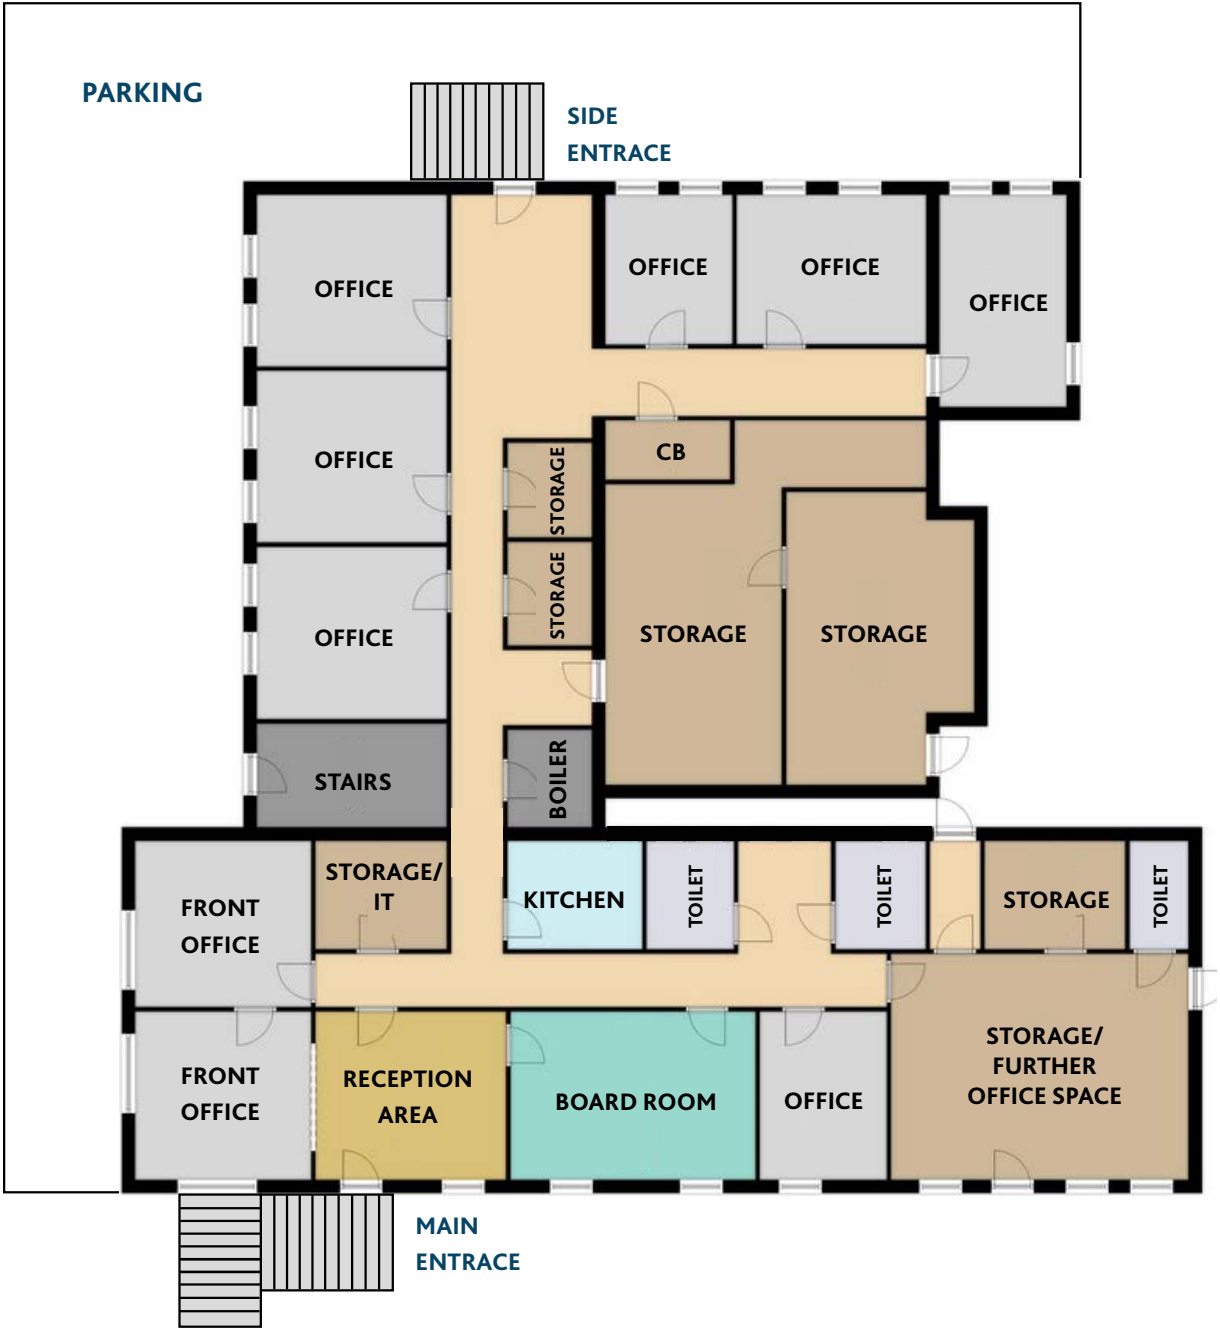 PARKING
SIDE
ENTRACE
OFFICE
OFFICE
OFFICE
OFFICE
OFFICE
CB
STORAGE
OFFICE
STORAGE
STORAGE
STORAGE
STAIRS
BOILER
FRONT
OFFICE
STORAGE/
IT
KITCHEN
TOILET
TOILET
STORAGE
TOILET
FRONT
OFFICE
RECEPTION
AREA
BOARD ROOM
OFFICE
STORAGE/
FURTHER
OFFICE SPACE
MAIN
ENTRACE